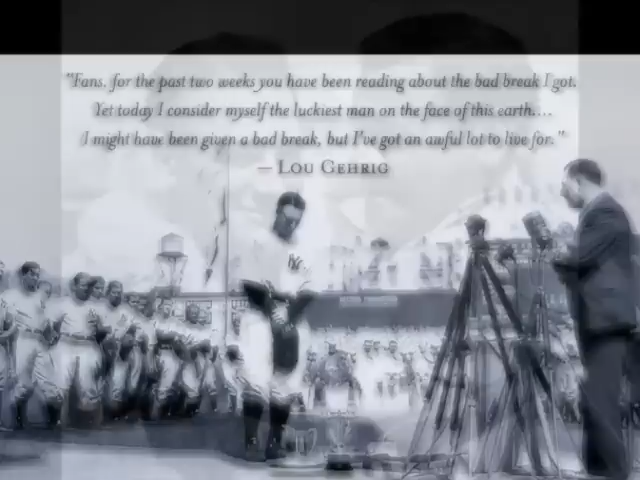 "Fans, for the past two weeks you have been reading about the bad break I got.
Yet today I consider myself the luckiest man on the face of this earth....
I might have been given a bad break, but I've got an awful lot to live for."
— LOU GEHRIG
NY